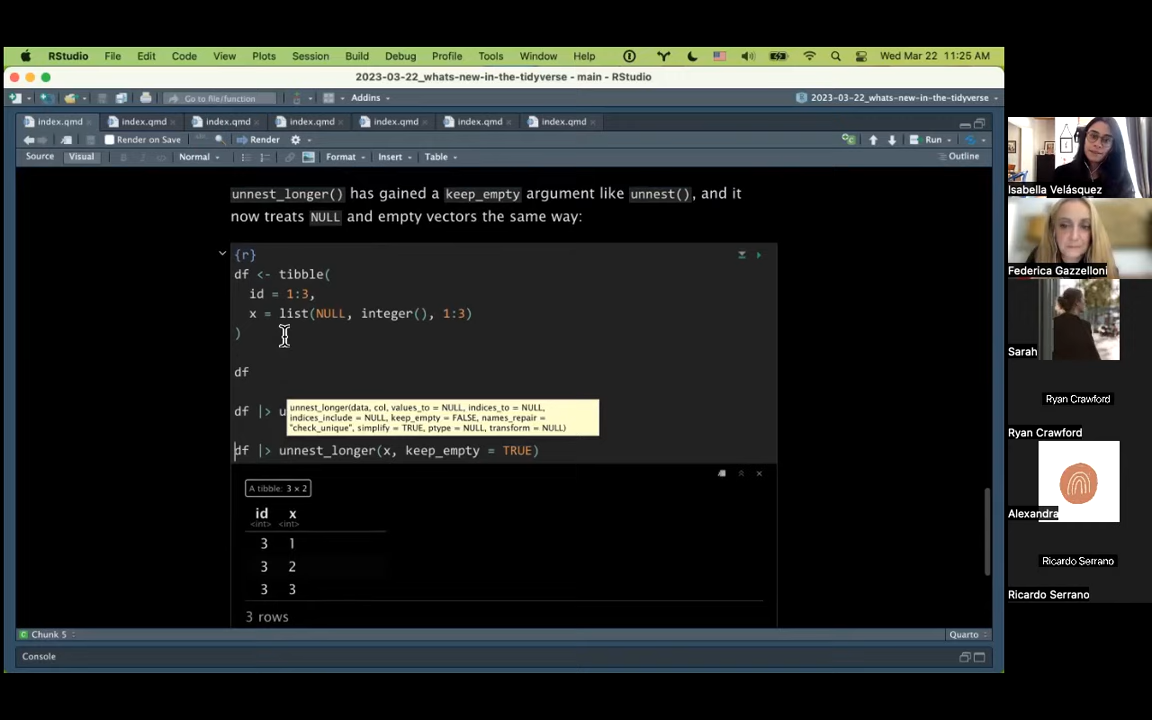 RStudio File Edit Code View Plots Session Build Debug Profile Tools Window Help Wed Mar 22 11:25 AM
2023-03-22_whats-new-in-the-tidyverse - main - RStudio
Go to file/function Addins 2023-03-22_whats-new-in-the-tidyverse
index.qmd index.qmd index.qmd index.qmd index.qmd index.qmd index.qmd
Render on Save Render Run
Source Visual B I Normal Format Insert Table Outline
unnest_longer() has gained a keep_empty argument like unnest(), and it
now treats NULL and empty vectors the same way:
{r}
df <- tibble(
id = 1:3,
x = list(NULL, integer(), 1:3)
)
df
df |> u
unnest_longer(data, col, values_to = NULL, indices_to = NULL,
indices_include = NULL, keep_empty = FALSE, names_repair =
"check_unique", simplify = TRUE, ptype = NULL, transform = NULL)
df |> unnest_longer(x, keep_empty = TRUE)
A tibble: 3 × 2
id x
<int> <int>
3 1
3 2
3 3
3 rows
Chunk 5 Quarto
Console
Isabella Velásquez
Federica Gazzelloni
Sarah
Ryan Crawford
Ryan Crawford
Alexandra
Ricardo Serrano
Ricardo Serrano